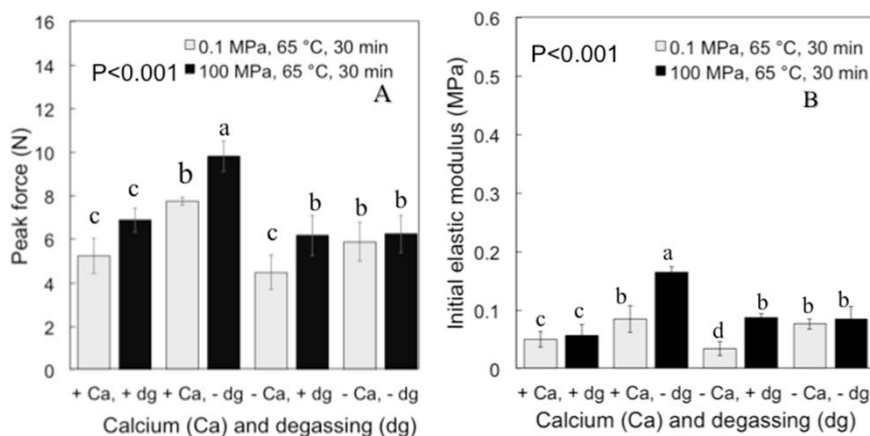 16
14
12
10
8
6
4
2
0
Peak force (N)
0.1 MPa, 65 °C, 30 min
100 MPa, 65 °C, 30 min
P<0.001
A
c
c
b
a
c
b
b
b
+ Ca, + dg + Ca, - dg - Ca, + dg - Ca, - dg
Calcium (Ca) and degassing (dg)
0.6
0.5
0.4
0.3
0.2
0.1
0
Initial elastic modulus (MPa)
0.1 MPa, 65 °C, 30 min
100 MPa, 65 °C, 30 min
P<0.001
B
c
c
b
a
d
b
b
b
+ Ca, + dg + Ca, - dg - Ca, + dg - Ca, - dg
Calcium (Ca) and degassing (dg)